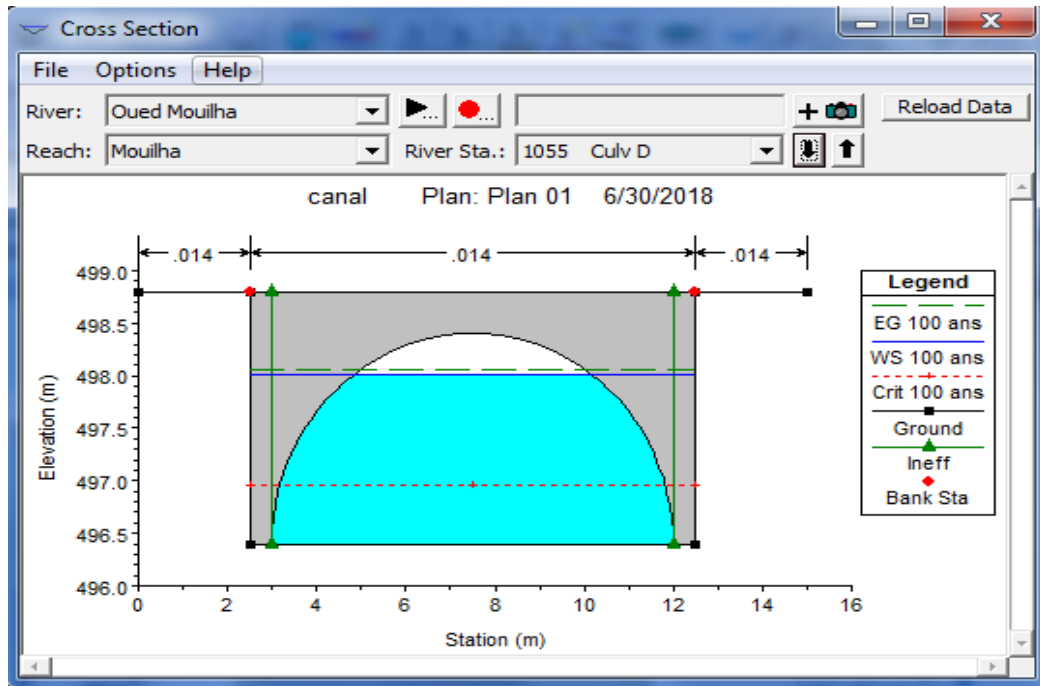 Cross Section
File Options Help
River: Oued Mouilha ... ... + Reload Data
Reach: Mouilha River Sta.: 1055 Culv D
canal Plan: Plan 01 6/30/2018
.014 .014 .014
499.0
498.5
498.0
497.5
497.0
496.5
496.0
Elevation (m)
0 2 4 6 8 10 12 14 16
Station (m)
Legend
EG 100 ans
WS 100 ans
Crit 100 ans
Ground
Ineff
Bank Sta